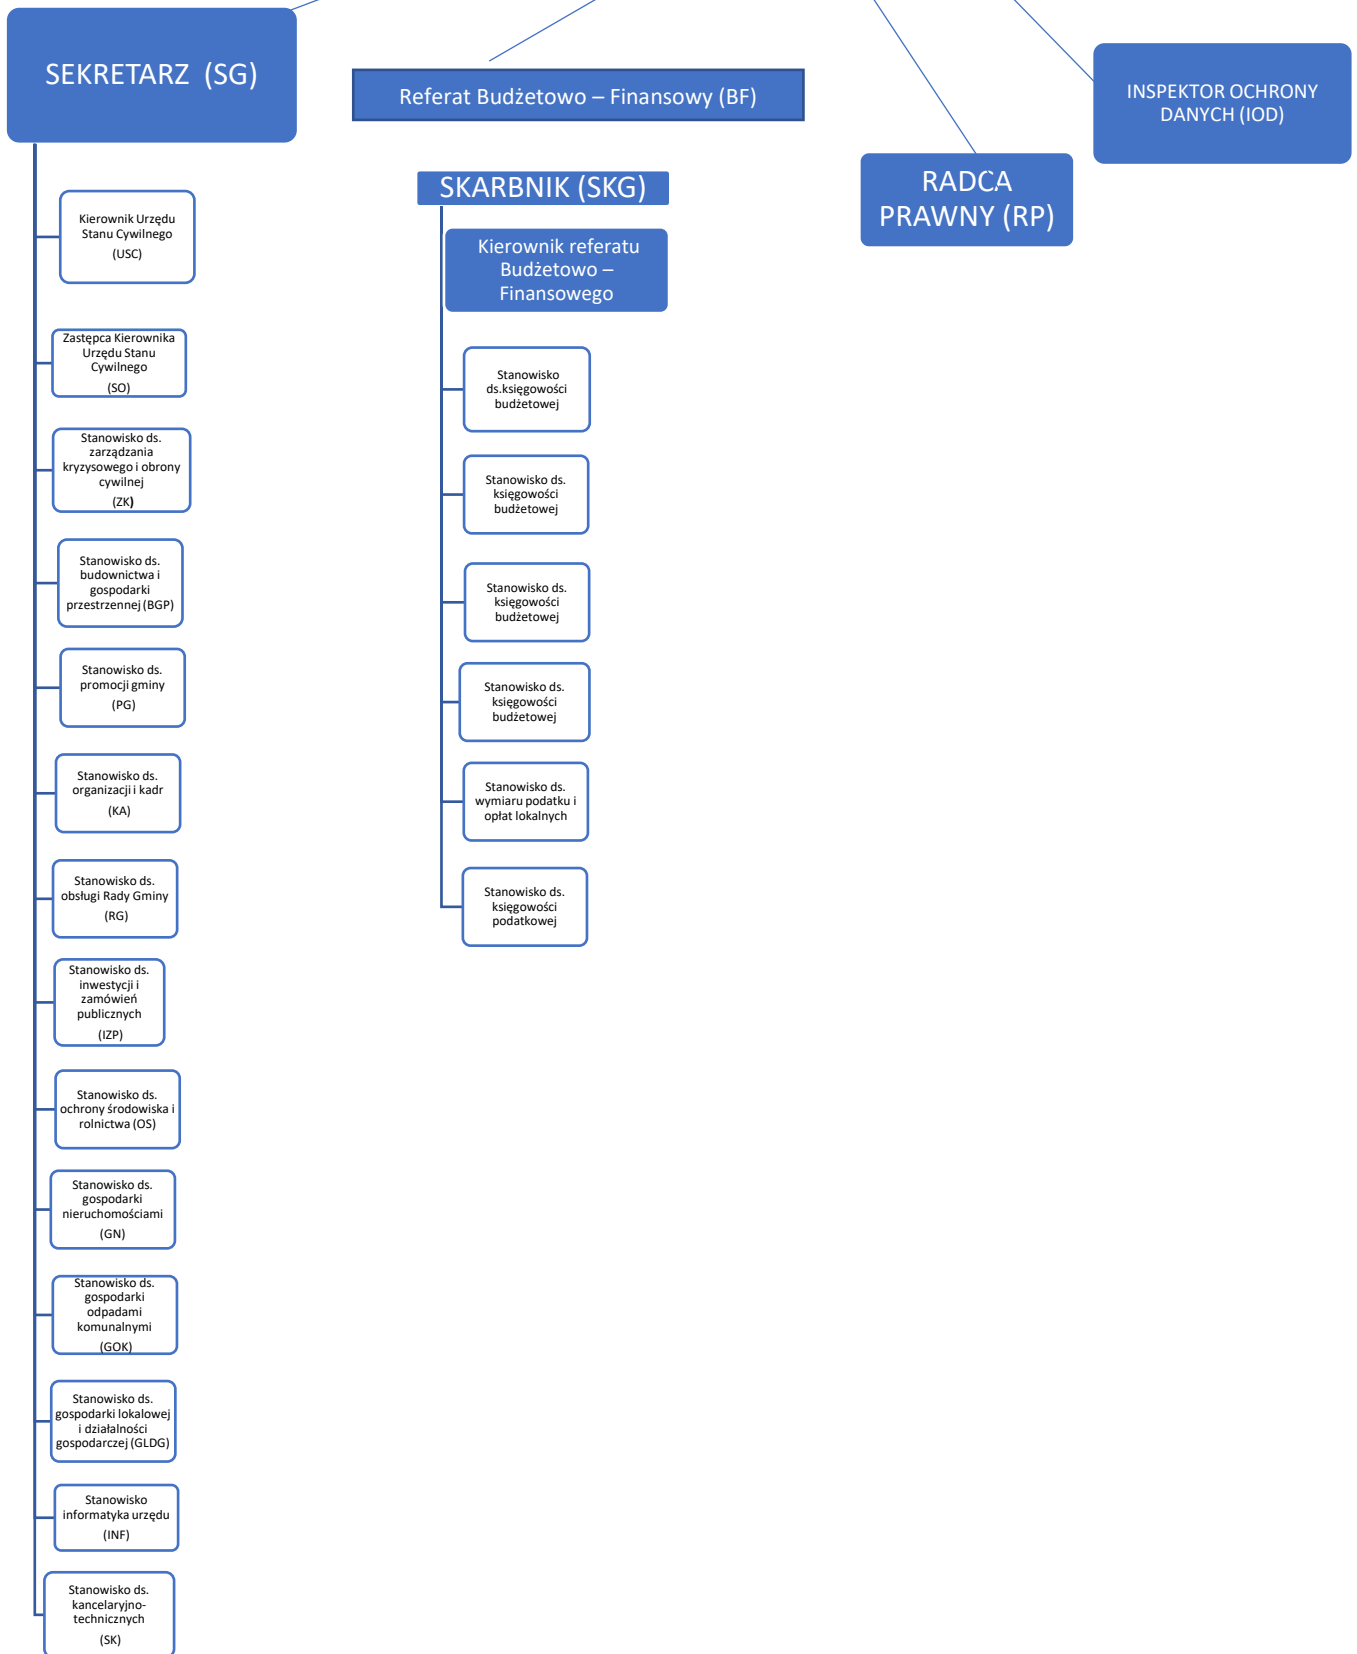 SEKRETARZ (SG)
Kierownik Urzędu
Stanu Cywilnego
(USC)
Zastępca Kierownika
Urzędu Stanu
Cywilnego
(SO)
Stanowisko ds.
zarządzania
kryzysowego i obrony
cywilnej
(ZK)
Stanowisko ds.
budownictwa i
gospodarki
przestrzennej (BGP)
Stanowisko ds.
promocji gminy
(PG)
Stanowisko ds.
organizacji i kadr
(KA)
Stanowisko ds.
obsługi Rady Gminy
(RG)
Stanowisko ds.
inwestycji i
zamówień
publicznych
(IZP)
Stanowisko ds.
ochrony środowiska i
rolnictwa (OS)
Stanowisko ds.
gospodarki
nieruchomościami
(GN)
Stanowisko ds.
gospodarki
odpadami
komunalnymi
(GOK)
Stanowisko ds.
gospodarki lokalowej
i działalności
gospodarczej (GLDG)
Stanowisko
informatyka urzędu
(INF)
Stanowisko ds.
kancelaryjno-
technicznych
(SK)
Referat Budżetowo – Finansowy (BF)
SKARBNIK (SKG)
Kierownik referatu
Budżetowo –
Finansowego
Stanowisko
ds.księgowości
budżetowej
Stanowisko ds.
księgowości
budżetowej
Stanowisko ds.
księgowości
budżetowej
Stanowisko ds.
księgowości
budżetowej
Stanowisko ds.
wymiaru podatku i
opłat lokalnych
Stanowisko ds.
księgowości
podatkowej
RADCA
PRAWNY (RP)
INSPEKTOR OCHRONY
DANYCH (IOD)